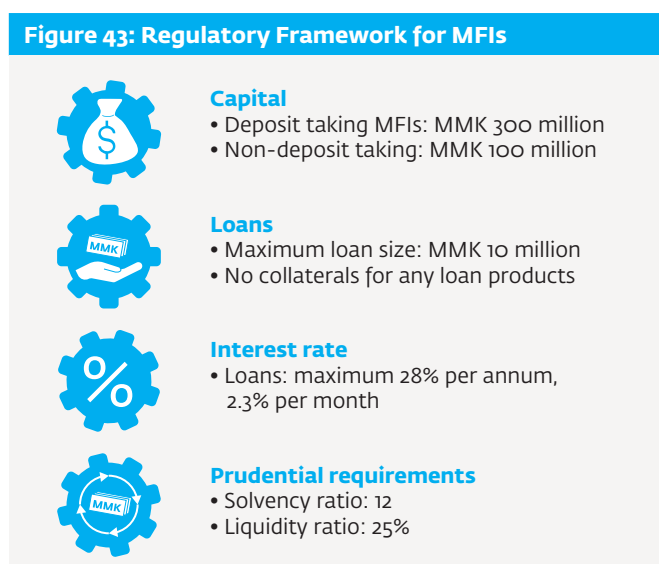 Figure 43: Regulatory Framework for MFIs
$
Capital
• Deposit taking MFIs: MMK 300 million
• Non-deposit taking: MMK 100 million
MMK
Loans
• Maximum loan size: MMK 10 million
• No collaterals for any loan products
%
Interest rate
• Loans: maximum 28% per annum,
2.3% per month
MMK
Prudential requirements
• Solvency ratio: 12
• Liquidity ratio: 25%